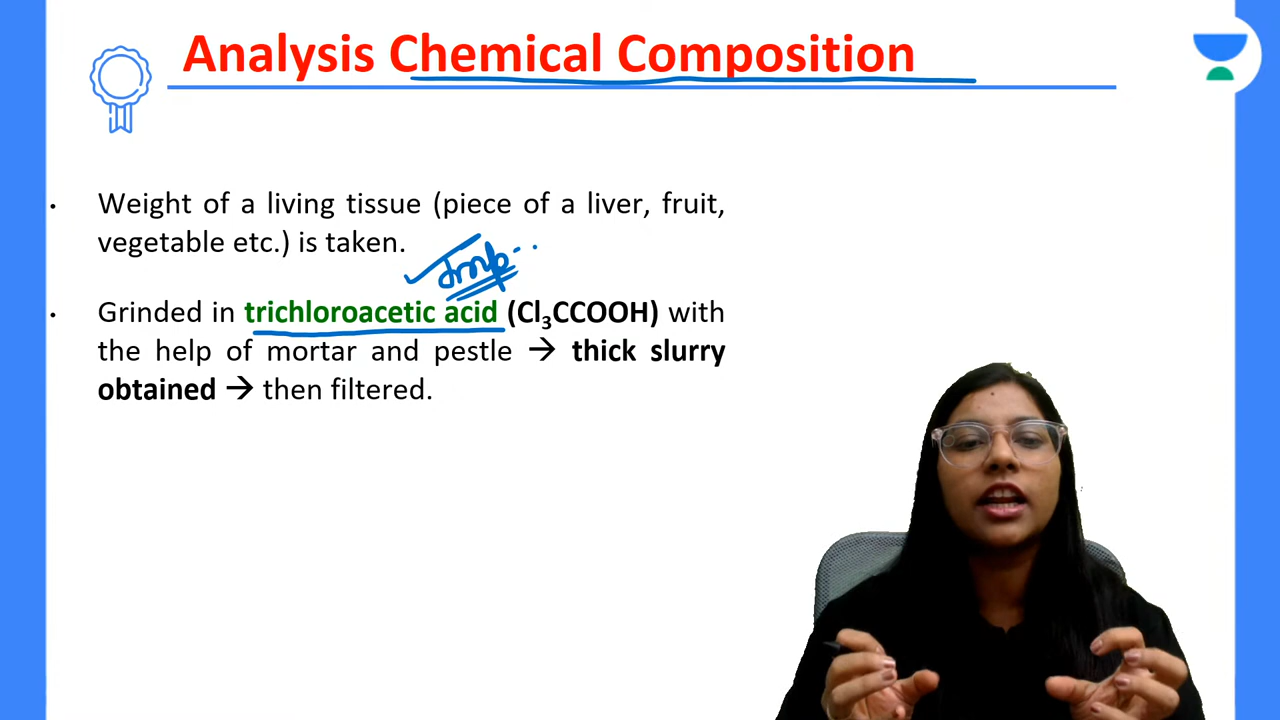 Analysis Chemical Composition
• Weight of a living tissue (piece of a liver, fruit,
vegetable etc.) is taken.
Imp..
• Grinded in trichloroacetic acid (Cl₃CCOOH) with
the help of mortar and pestle → thick slurry
obtained → then filtered.